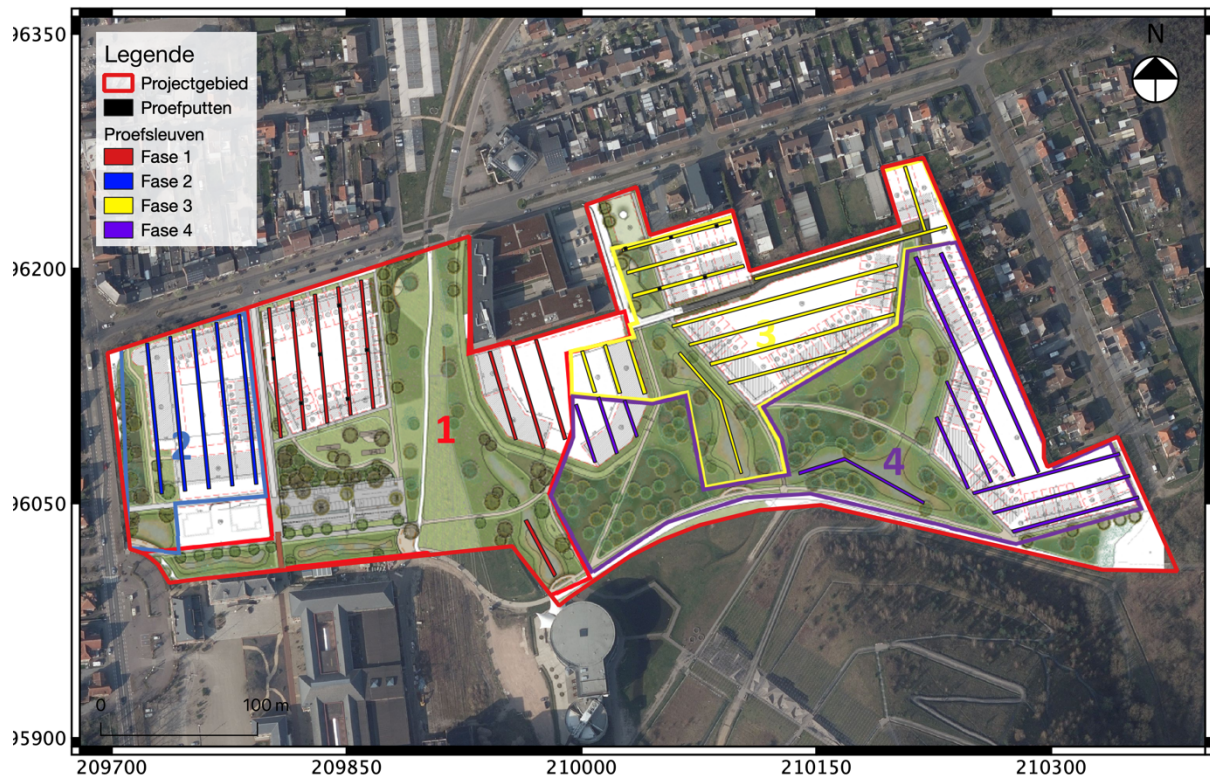 96350
96200
96050
95900
Legende
Projectgebied
Proefputten
Proefsleuven
Fase 1
Fase 2
Fase 3
Fase 4
N
1
2
3
4
0 100 m
209700 209850 210000 210150 210300